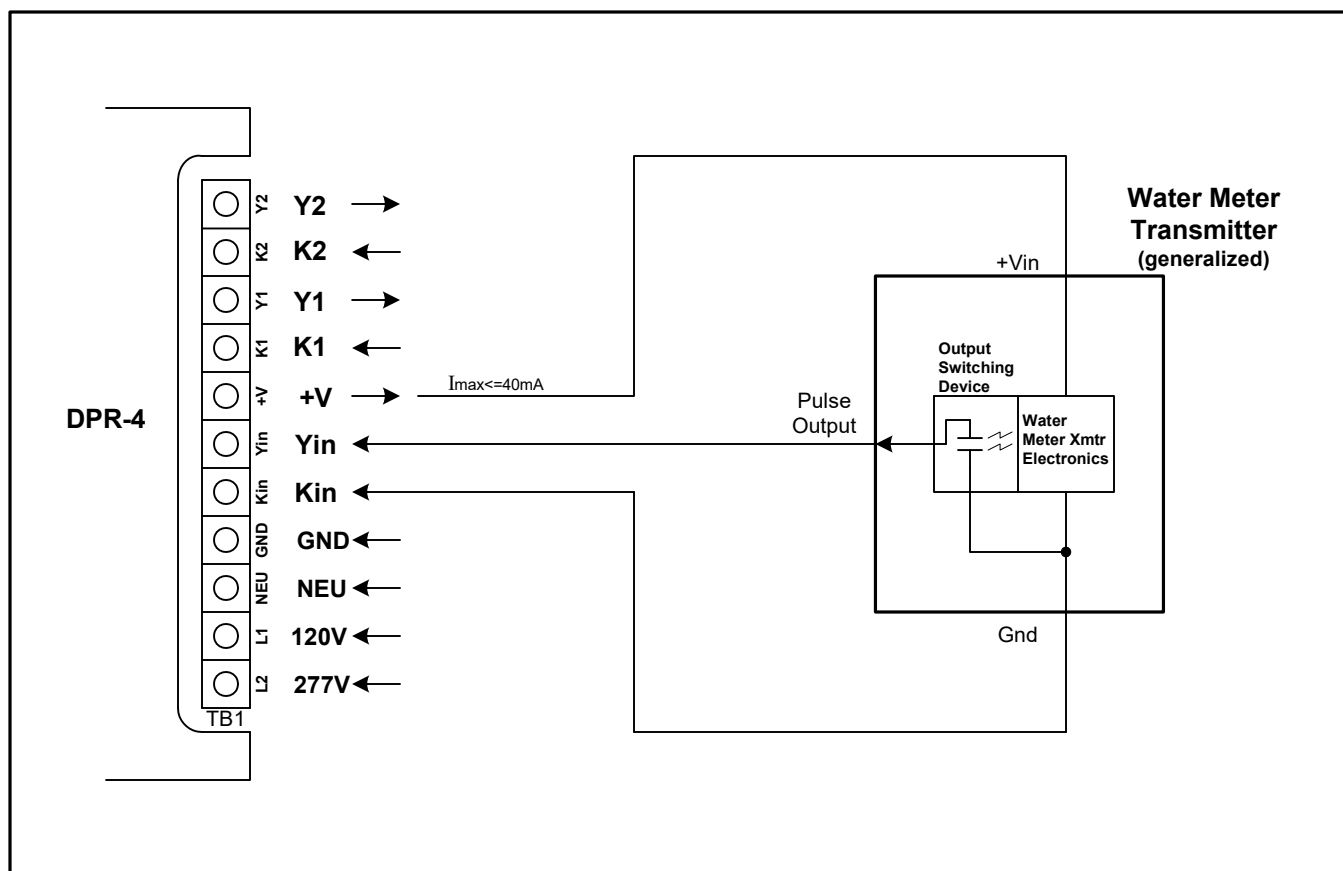 DPR-4
Y2 Y2
K2 K2
Y1 Y1
K1 K1
+V +V
Yin Yin
Kin Kin
GND GND
NEU NEU
L1 120V
L2 277V
TB1
Imax<=40mA
Pulse
Output
Water Meter
Transmitter
(generalized)
+Vin
Output
Switching
Device
Water
Meter Xmtr
Electronics
Gnd